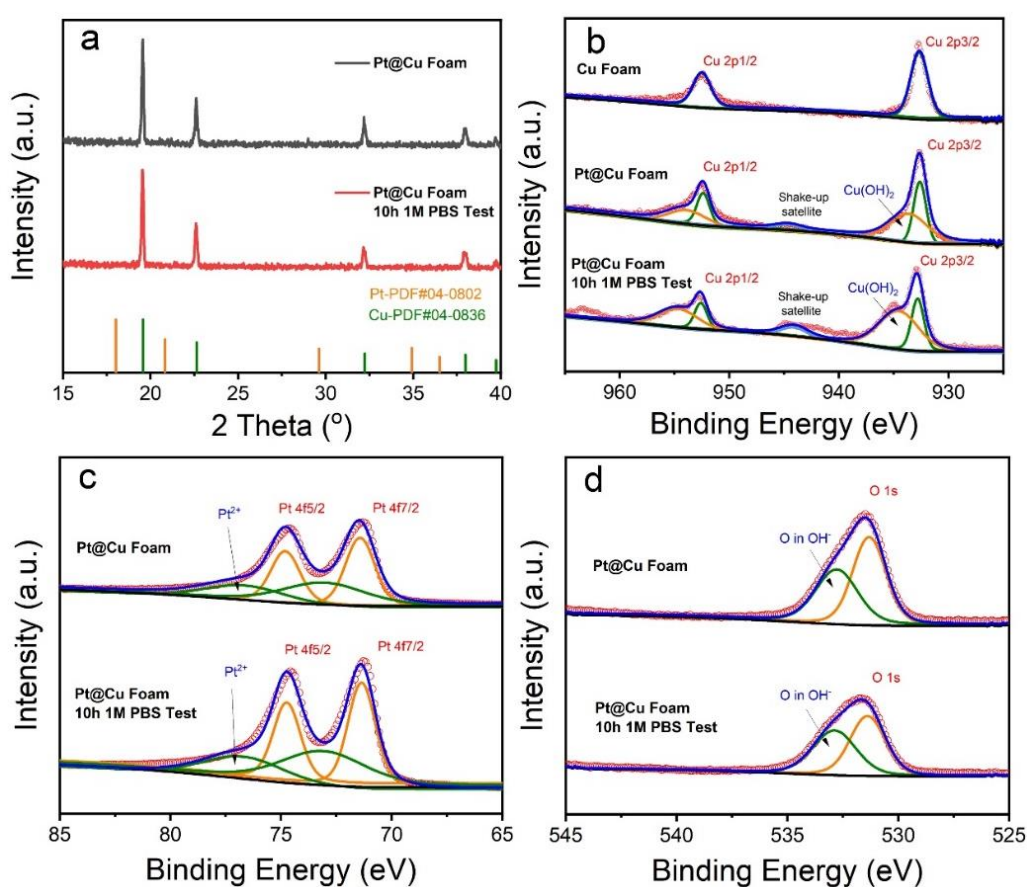 a
Pt@Cu Foam
Pt@Cu Foam
10h 1M PBS Test
Pt-PDF#04-0802
Cu-PDF#04-0836
Intensity (a.u.)
15 20 25 30 35 40
2 Theta (°)
b
Cu Foam
Cu 2p1/2
Cu 2p3/2
Pt@Cu Foam
Cu 2p1/2
Shake-up
satellite
Cu(OH)₂
Cu 2p3/2
Pt@Cu Foam
10h 1M PBS Test
Cu 2p1/2
Shake-up
satellite
Cu(OH)₂
Cu 2p3/2
Intensity (a.u.)
960 950 940 930
Binding Energy (eV)
c
Pt@Cu Foam
Pt²⁺
Pt 4f5/2
Pt 4f7/2
Pt@Cu Foam
10h 1M PBS Test
Pt²⁺
Pt 4f5/2
Pt 4f7/2
Intensity (a.u.)
85 80 75 70 65
Binding Energy (eV)
d
Pt@Cu Foam
O in OH⁻
O 1s
Pt@Cu Foam
10h 1M PBS Test
O in OH⁻
O 1s
Intensity (a.u.)
545 540 535 530 525
Binding Energy (eV)